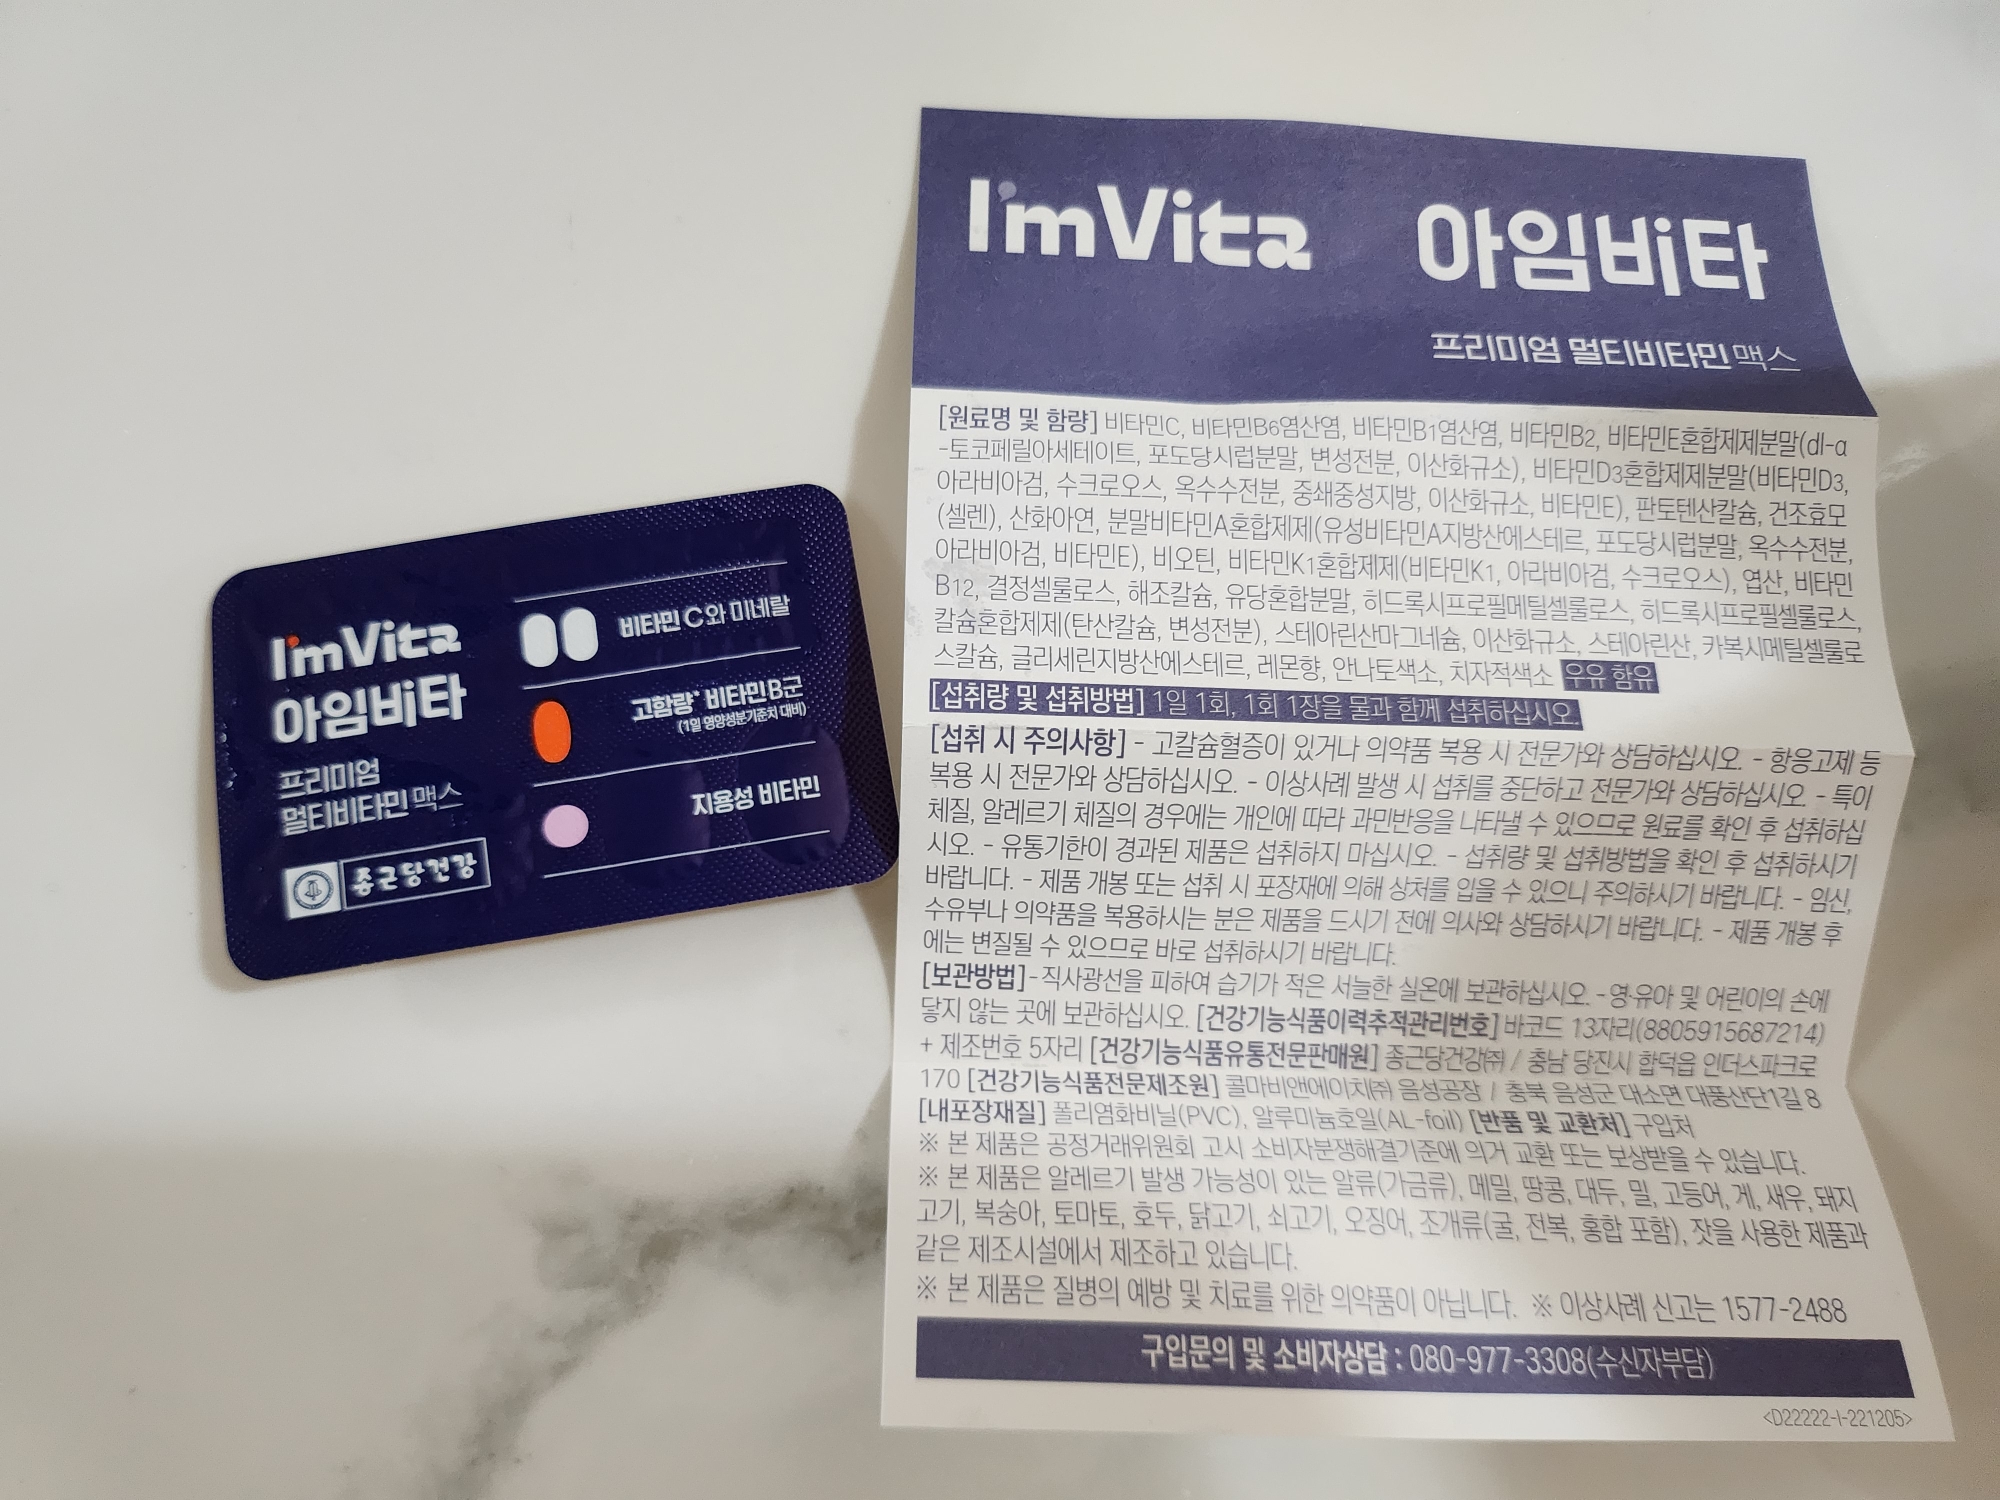 I'mVita
아임비타
프리미엄
멀티비타민맥스
종근당건강
비타민C와 미네랄
고함량* 비타민B군
(1일 영양성분기준치 대비)
지용성 비타민
I'mVita 아임비타
프리미엄 멀티비타민맥스
[원료명 및 함량] 비타민C, 비타민B6염산염, 비타민B1염산염, 비타민B2, 비타민E혼합제제분말(dl-α
-토코페릴아세테이트, 포도당시럽분말, 변성전분, 이산화규소), 비타민D3혼합제제분말(비타민D3,
아라비아검, 수크로오스, 옥수수전분, 중쇄중성지방, 이산화규소, 비타민E), 판토텐산칼슘, 건조효모
(셀렌), 산화아연, 분말비타민A혼합제제(유성비타민A지방산에스테르, 포도당시럽분말, 옥수수전분,
아라비아검, 비타민E), 비오틴, 비타민K1혼합제제(비타민K1, 아라비아검, 수크로오스), 엽산, 비타민
B12, 결정셀룰로스, 해조칼슘, 유당혼합분말, 히드록시프로필메틸셀룰로스, 히드록시프로필셀룰로스,
칼슘혼합제제(탄산칼슘, 변성전분), 스테아린산마그네슘, 이산화규소, 스테아린산, 카복시메틸셀룰로
스칼슘, 글리세린지방산에스테르, 레몬향, 안나토색소, 치자적색소 우유 함유
[섭취량 및 섭취방법] 1일 1회, 1회 1장을 물과 함께 섭취하십시오.
[섭취 시 주의사항] - 고칼슘혈증이 있거나 의약품 복용 시 전문가와 상담하십시오. - 항응고제 등
복용 시 전문가와 상담하십시오. - 이상사례 발생 시 섭취를 중단하고 전문가와 상담하십시오. - 특이
체질, 알레르기 체질의 경우에는 개인에 따라 과민반응을 나타낼 수 있으므로 원료를 확인 후 섭취하십
시오. - 유통기한이 경과된 제품은 섭취하지 마십시오. - 섭취량 및 섭취방법을 확인 후 섭취하시기
바랍니다. - 제품 개봉 또는 섭취 시 포장재에 의해 상처를 입을 수 있으니 주의하시기 바랍니다. - 임신,
수유부나 의약품을 복용하시는 분은 제품을 드시기 전에 의사와 상담하시기 바랍니다. - 제품 개봉 후
에는 변질될 수 있으므로 바로 섭취하시기 바랍니다.
[보관방법]-직사광선을 피하여 습기가 적은 서늘한 실온에 보관하십시오. -영·유아 및 어린이의 손에
닿지 않는 곳에 보관하십시오. [건강기능식품이력추적관리번호] 바코드 13자리(8805915687214)
+ 제조번호 5자리 [건강기능식품유통전문판매원] 종근당건강㈜ / 충남 당진시 합덕읍 인더스파크로
170 [건강기능식품전문제조원] 콜마비앤에이치㈜ 음성공장 / 충북 음성군 대소면 대풍산단1길 8
[내포장재질] 폴리염화비닐(PVC), 알루미늄호일(AL-foil) [반품 및 교환처] 구입처
※ 본 제품은 공정거래위원회 고시 소비자분쟁해결기준에 의거 교환 또는 보상받을 수 있습니다.
※ 본 제품은 알레르기 발생 가능성이 있는 알류(가금류), 메밀, 땅콩, 대두, 밀, 고등어, 게, 새우, 돼지
고기, 복숭아, 토마토, 호두, 닭고기, 쇠고기, 오징어, 조개류(굴, 전복, 홍합 포함), 잣을 사용한 제품과
같은 제조시설에서 제조하고 있습니다.
※ 본 제품은 질병의 예방 및 치료를 위한 의약품이 아닙니다. ※ 이상사례 신고는 1577-2488
구입문의 및 소비자상담 : 080-977-3308(수신자부담)
<D22222-I-221205>